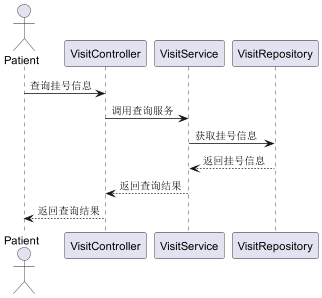 Patient
VisitController
VisitService
VisitRepository
查询挂号信息
调用查询服务
获取挂号信息
返回挂号信息
返回查询结果
返回查询结果
Patient
VisitController
VisitService
VisitRepository